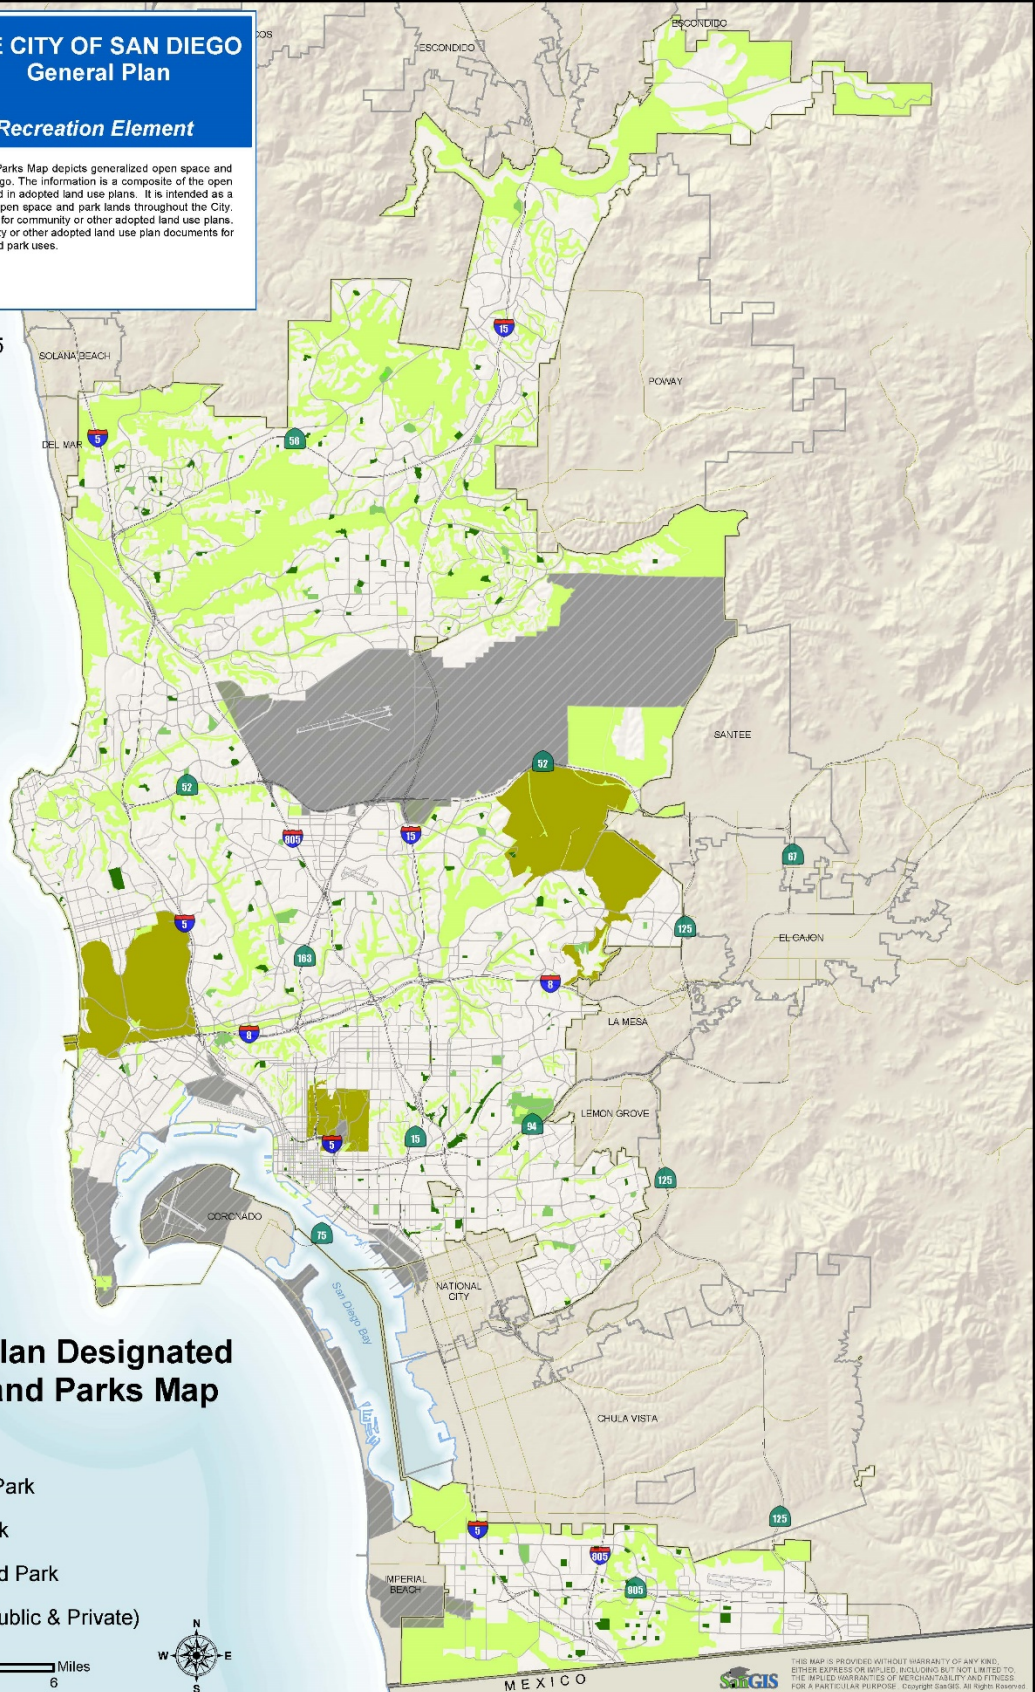 E CITY OF SAN DIEGO
General Plan
Recreation Element
Parks Map depicts generalized open space and
go. The information is a composite of the open
d in adopted land use plans. It is intended as a
pen space and park lands throughout the City.
for community or other adopted land use plans.
ty or other adopted land use plan documents for
d park uses.
COS
ESCONDIDO
ESCONDIDO
5
SOLANA BEACH
15
POWAY
DEL MAR
5
56
SANTEE
52
52
805
15
67
5
163
125
EL CAJON
8
LA MESA
8
LEMON GROVE
94
5
15
125
CORONADO
75
NATIONAL
CITY
San Diego Bay
lan Designated
and Parks Map
CHULA VISTA
Park
k
d Park
ublic & Private)
5
125
805
905
IMPERIAL
BEACH
N
W
E
S
Miles
6
MEXICO
SanGIS
THIS MAP IS PROVIDED WITHOUT WARRANTY OF ANY KIND,
EITHER EXPRESS OR IMPLIED, INCLUDING BUT NOT LIMITED TO,
THE IMPLIED WARRANTIES OF MERCHANTABILITY AND FITNESS
FOR A PARTICULAR PURPOSE. Copyright SanGIS. All Rights Reserved